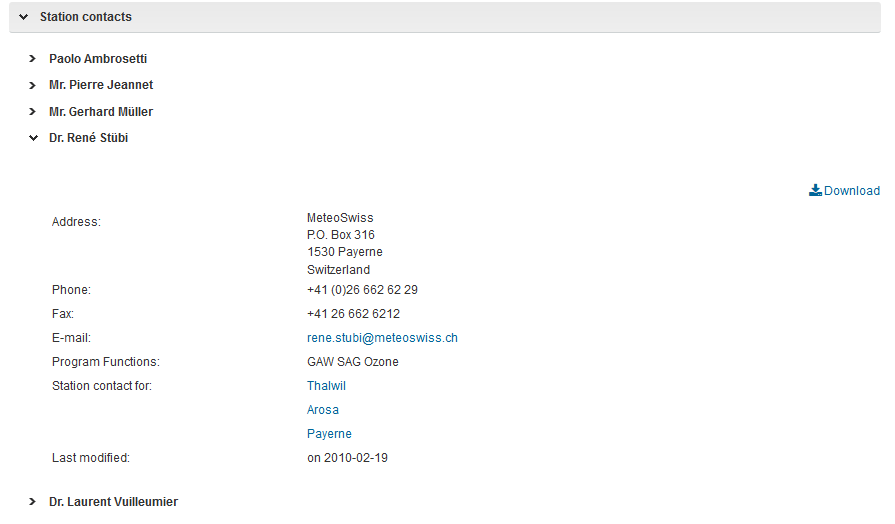 Station contacts
Paolo Ambrosetti
Mr. Pierre Jeannet
Mr. Gerhard Müller
Dr. René Stübi
Download
Address: MeteoSwiss
P.O. Box 316
1530 Payerne
Switzerland
Phone: +41 (0)26 662 62 29
Fax: +41 26 662 6212
E-mail: rene.stubi@meteoswiss.ch
Program Functions: GAW SAG Ozone
Station contact for: Thalwil
Arosa
Payerne
Last modified: on 2010-02-19
Dr. Laurent Vuilleumier